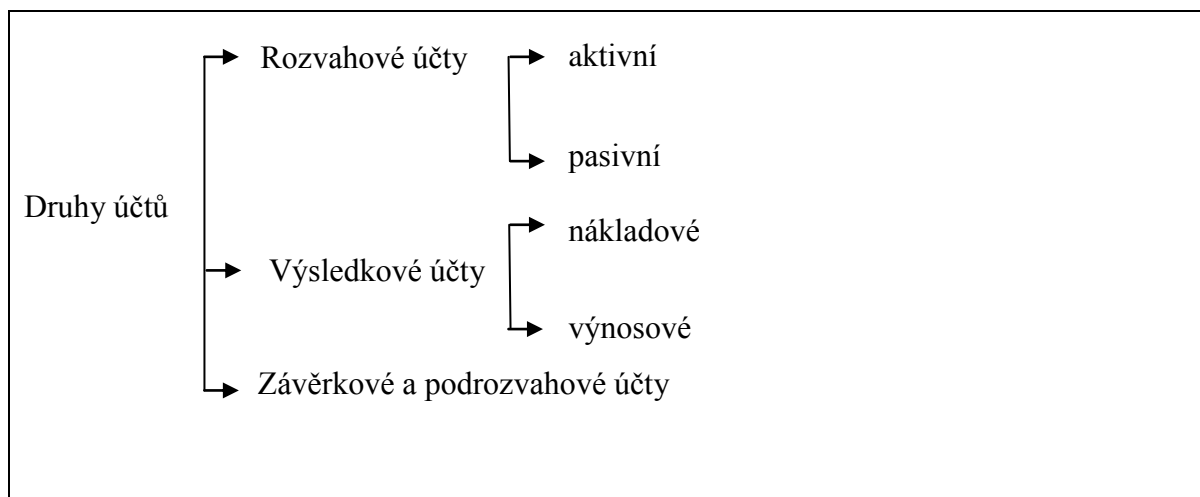 Rozvahové účty
aktivní
pasivní
Druhy účtů
nákladové
Výsledkové účty
výnosové
Závěrkové a podrozvahové účty